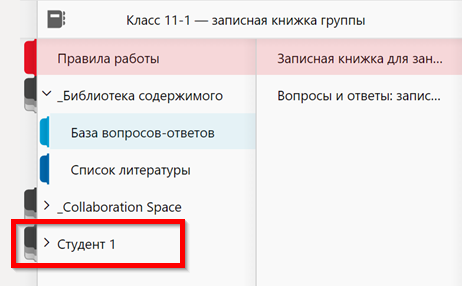 Класс 11-1 — записная книжка группы
Правила работы
Записная книжка для зан...
_Библиотека содержимого
Вопросы и ответы: запис...
База вопросов-ответов
Список литературы
_Collaboration Space
Студент 1